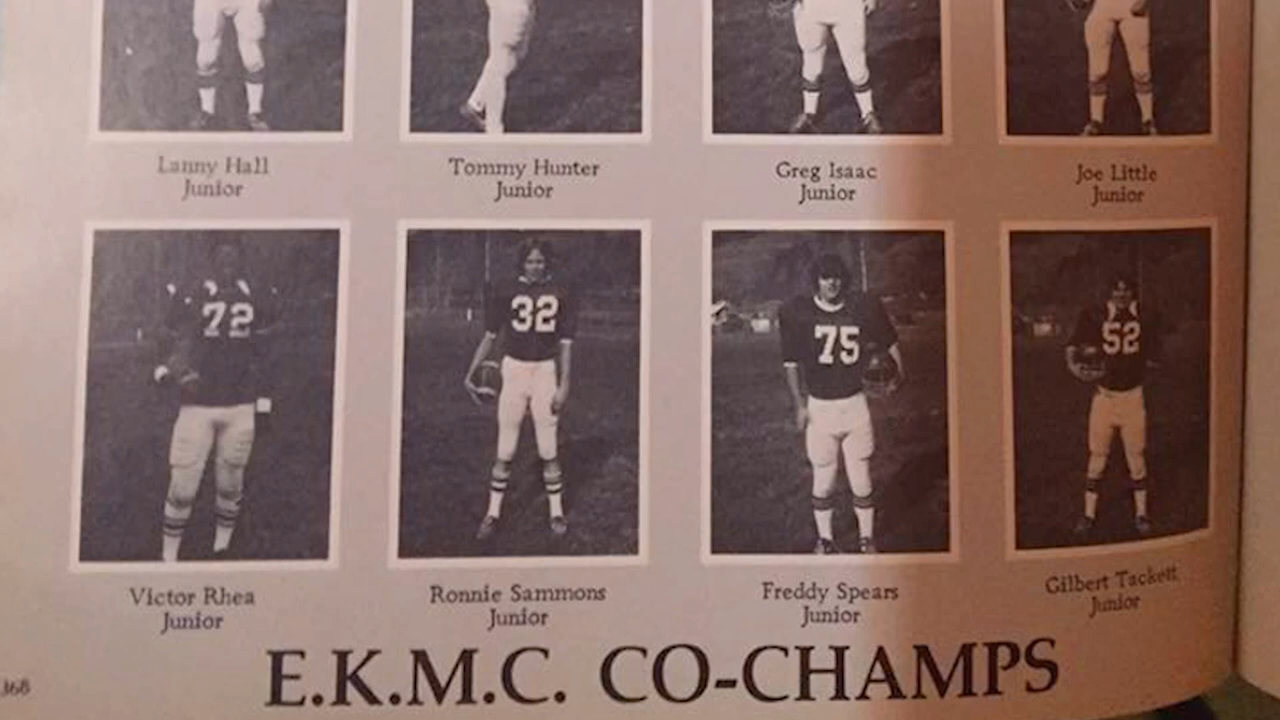 Lanny Hall
Junior
Tommy Hunter
Junior
Greg Isaac
Junior
Joe Little
Junior
72
32
75
52
Victor Rhea
Junior
Ronnie Sammons
Junior
Freddy Spears
Junior
Gilbert Tackett
Junior
368
E.K.M.C. CO-CHAMPS